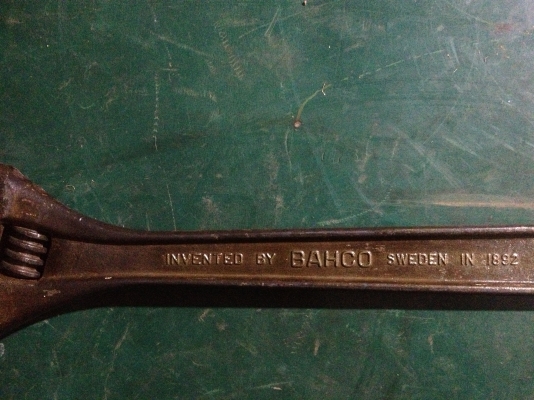 INVENTED BY BAHCO SWEDEN IN 1892